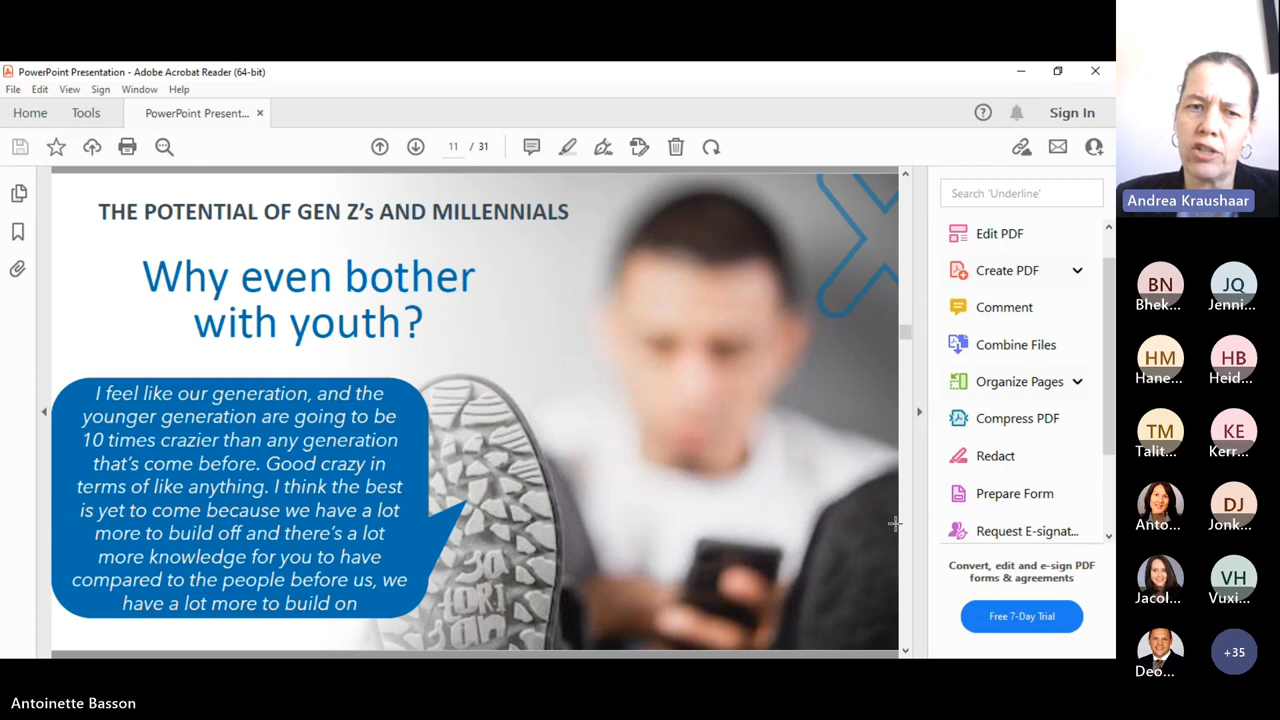 PowerPoint Presentation - Adobe Acrobat Reader (64-bit)
File Edit View Sign Window Help
Home Tools PowerPoint Present... × Sign In
11 / 31
THE POTENTIAL OF GEN Z's AND MILLENNIALS
Why even bother
with youth?
I feel like our generation, and the
younger generation are going to be
10 times crazier than any generation
that's come before. Good crazy in
terms of like anything. I think the best
is yet to come because we have a lot
more to build off and there's a lot
more knowledge for you to have
compared to the people before us, we
have a lot more to build on
Search 'Underline'
Edit PDF
Create PDF
Comment
Combine Files
Organize Pages
Compress PDF
Redact
Prepare Form
Request E-signat...
Convert, edit and e-sign PDF
forms & agreements
Free 7-Day Trial
Andrea Kraushaar
BN JQ
Bhek... Jenni...
HM HB
Hane... Heid...
TM KE
Talit... Kerr...
DJ
Anto... Jonk...
VH
Jacol... Vuxi...
+35
Deo...
Antoinette Basson